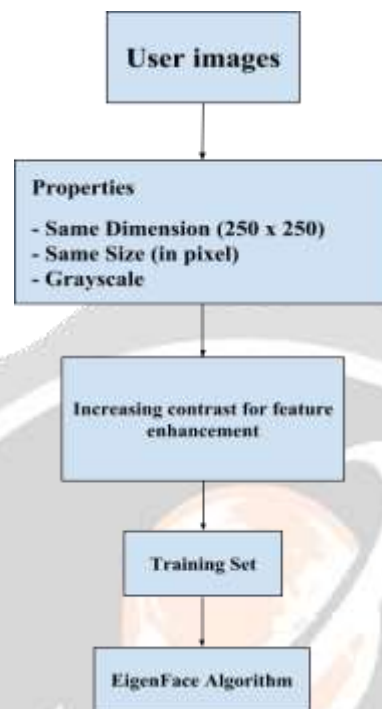 User images
Properties
- Same Dimension (250 x 250)
- Same Size (in pixel)
- Grayscale
Increasing contrast for feature
enhancement
Training Set
EigenFace Algorithm